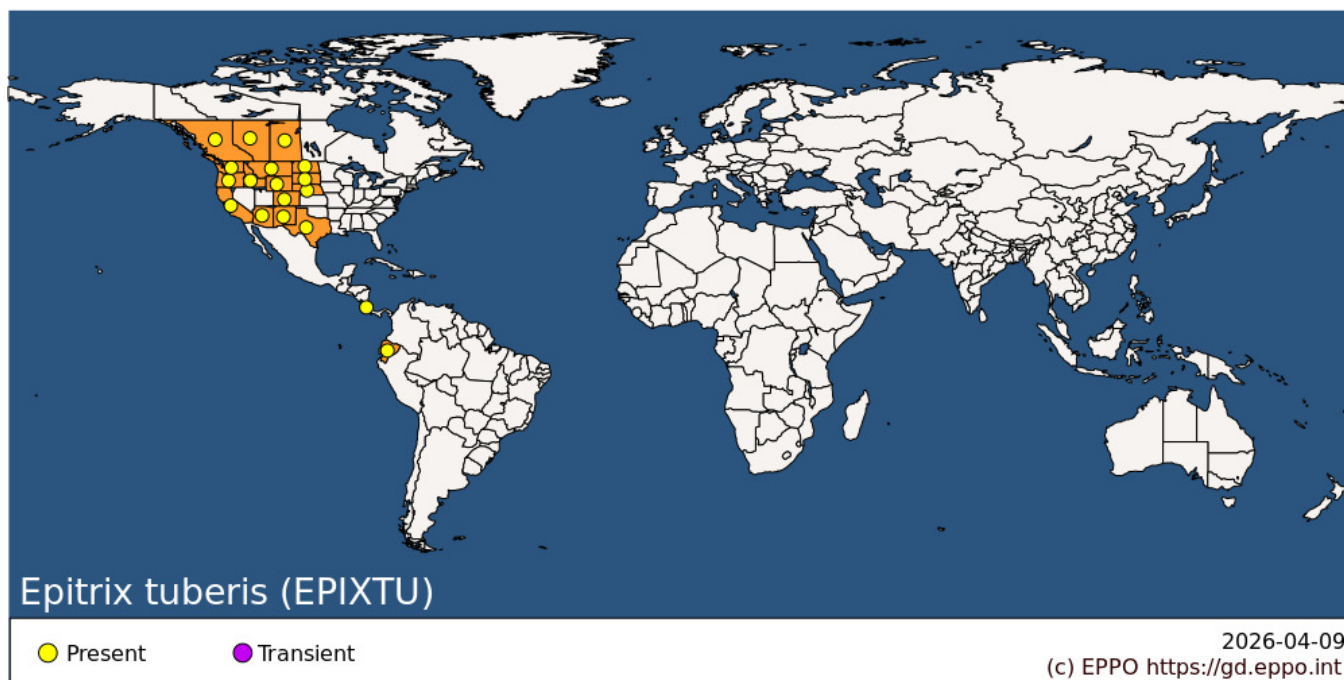 Epitrix tuberis (EPIXTU)
Present
Transient
2026-04-09
(c) EPPO https://gd.eppo.int